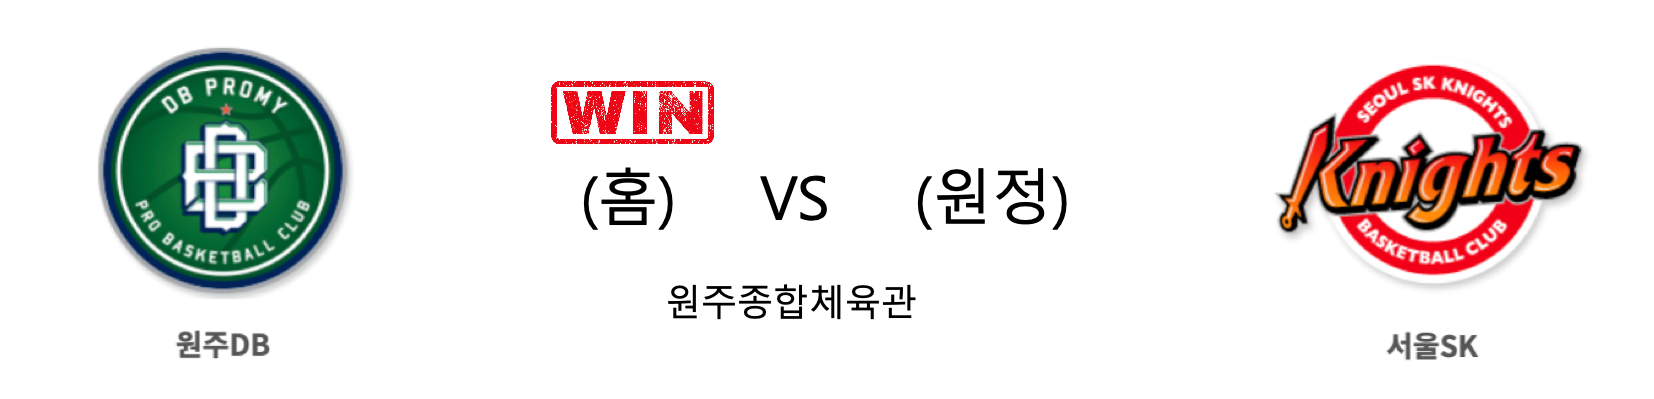 DB PROMY
DB
PRO BASKETBALL CLUB
원주DB
WIN
(홈) VS (원정)
원주종합체육관
SEOUL SK KNIGHTS
Knights
BASKETBALL CLUB
서울SK